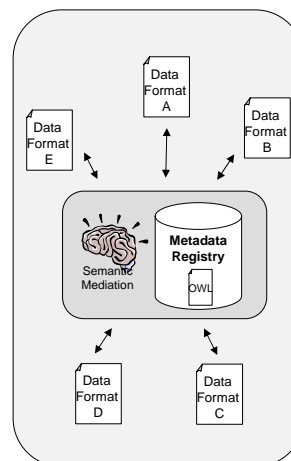 Data
Format
A
Data
Format
E
Data
Format
B
Semantic
Mediation
Metadata
Registry
OWL
Data
Format
D
Data
Format
C